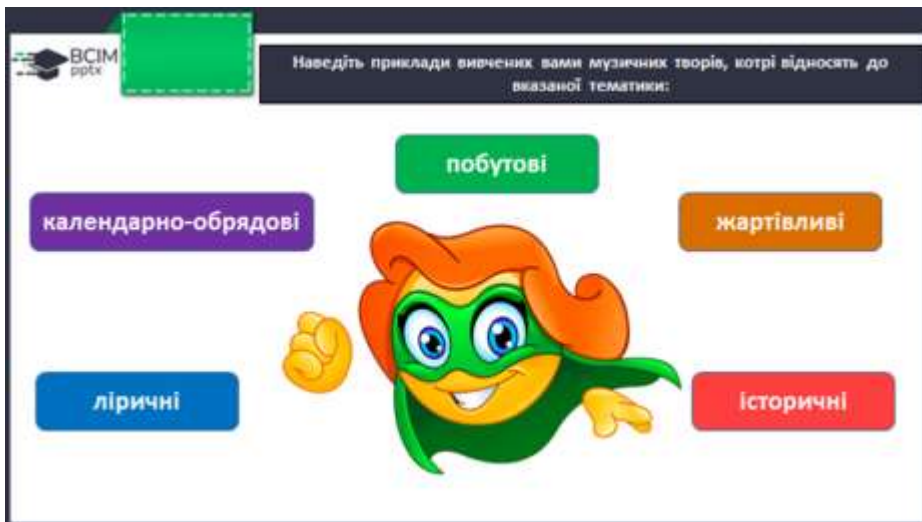 ВСІМ
pptx
Наведіть приклади вивчених вами музичних творів, котрі відносять до
вказаної тематики:
побутові
календарно-обрядові
жартівливі
ліричні
історичні